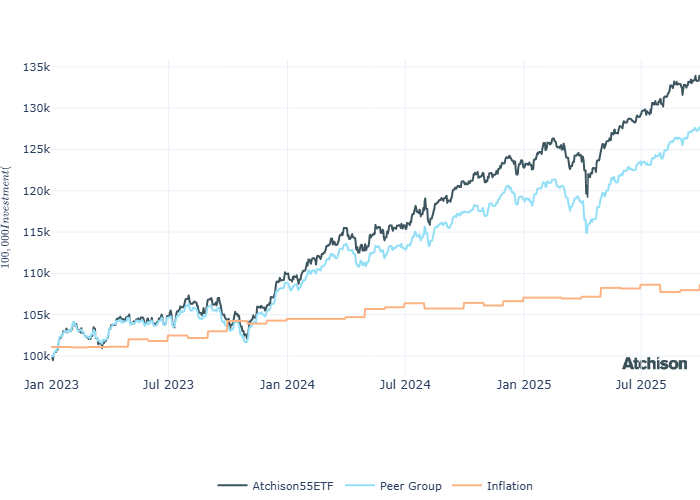 135k
130k
125k
120k
115k
110k
105k
100k
100,000Investment(
Jan 2023
Jul 2023
Jan 2024
Jul 2024
Jan 2025
Jul 2025
Atchison
Atchison55ETF
Peer Group
Inflation